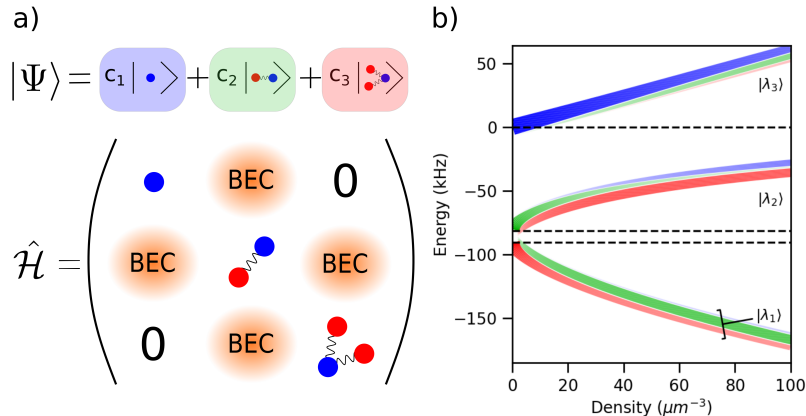 a)
|Ψ⟩ = c₁ | ⟩ + c₂ | ⟩ + c₃ | ⟩
BEC 0
Ĥ = BEC BEC
0 BEC
b)
50
0
−50
−100
−150
Energy (kHz)
|λ₃⟩
|λ₂⟩
|λ₁⟩
0 20 40 60 80 100
Density (μm⁻³)